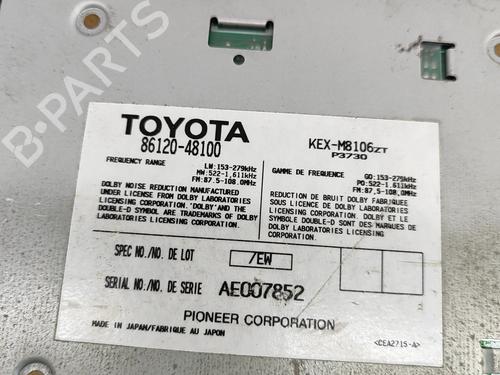 TOYOTA
86120-48100
KEX-M8106ZT
P3730
FREQUENCY RANGE
LW:153-279kHz
MW:522-1,611kHz
FM:87.5-108.0MHz
GAMME DE FREQUENCE
GO:153-279kHz
PO:522-1,611kHz
FM:87,5-108,0MHz
DOLBY NOISE REDUCTION MANUFACTURED
UNDER LICENSE FROM DOLBY LABORATORIES
LICENSING CORPORATION. "DOLBY" AND THE
DOUBLE-D SYMBOL ARE TRADEMARKS OF DOLBY
LABORATORIES LICENSING CORPORATION.
REDUCTION DE BRUIT DOLBY FABRIQUEE
SOUS LICENCE DE DOLBY LABORATORIES
LICENSING CORPORATION. DOLBY ET LE
SYMBOLE DOUBLE-D SONT DES MARQUES DE
DOLBY LABORATORIES LICENSING
CORPORATION.
SPEC NO./NO. DE LOT
/EW
SERIAL NO./NO. DE SERIE
AE007852
PIONEER CORPORATION
MADE IN JAPAN/FABRIQUE AU JAPON
<CEA2715-A>
B-PARTS